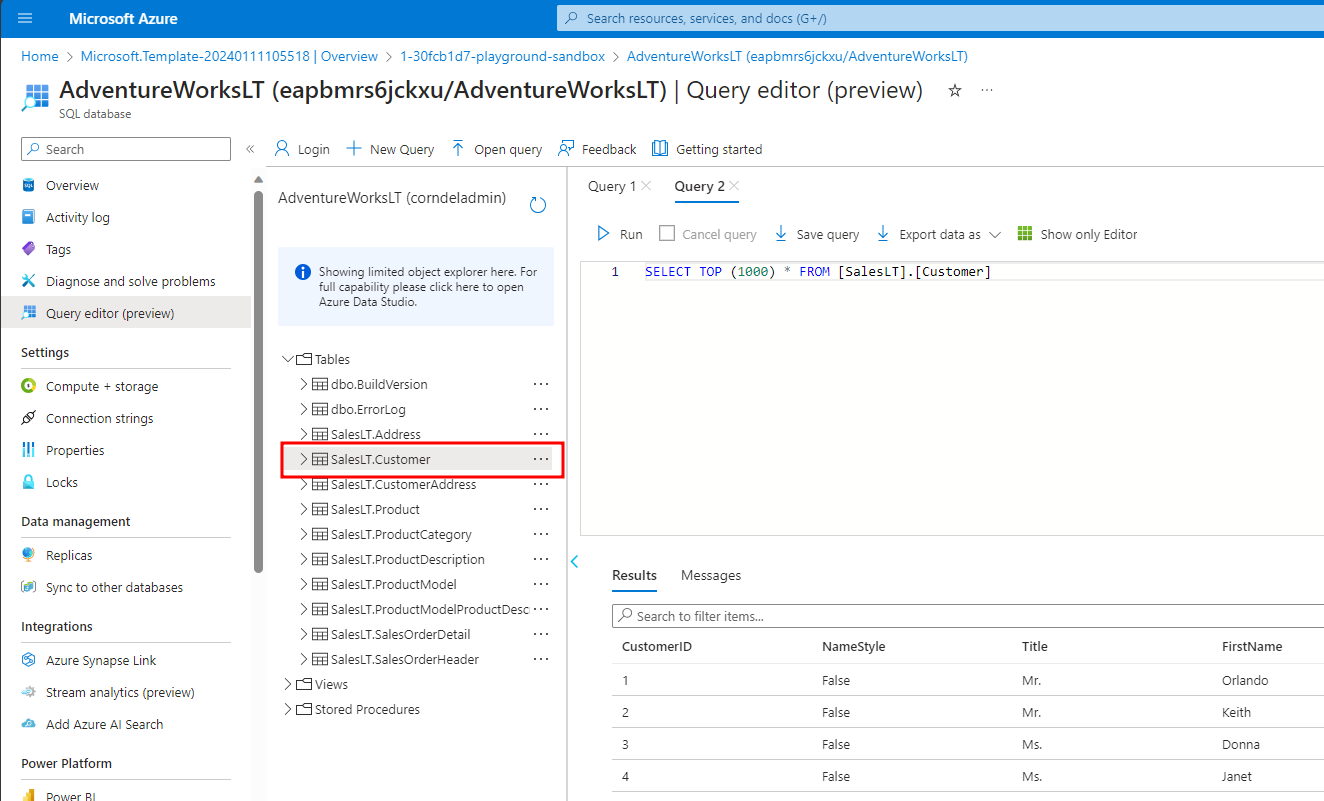 Microsoft Azure
Search resources, services, and docs (G+/)
Home > Microsoft.Template-20240111105518 | Overview > 1-30fcb1d7-playground-sandbox > AdventureWorksLT (eapbmrs6jckxu/AdventureWorksLT)
AdventureWorksLT (eapbmrs6jckxu/AdventureWorksLT) | Query editor (preview)
SQL database
Search
Overview
Activity log
Tags
Diagnose and solve problems
Query editor (preview)
Settings
Compute + storage
Connection strings
Properties
Locks
Data management
Replicas
Sync to other databases
Integrations
Azure Synapse Link
Stream analytics (preview)
Add Azure AI Search
Power Platform
Power BI
Login
New Query
Open query
Feedback
Getting started
AdventureWorksLT (corndeladmin)
Showing limited object explorer here. For
full capability please click here to open
Azure Data Studio.
Tables
dbo.BuildVersion
dbo.ErrorLog
SalesLT.Address
SalesLT.Customer
SalesLT.CustomerAddress
SalesLT.Product
SalesLT.ProductCategory
SalesLT.ProductDescription
SalesLT.ProductModel
SalesLT.ProductModelProductDesc
SalesLT.SalesOrderDetail
SalesLT.SalesOrderHeader
Views
Stored Procedures
Query 1
Query 2
Run
Cancel query
Save query
Export data as
Show only Editor
1 SELECT TOP (1000) * FROM [SalesLT].[Customer]
Results
Messages
Search to filter items...
CustomerID NameStyle Title FirstName
1 False Mr. Orlando
2 False Mr. Keith
3 False Ms. Donna
4 False Ms. Janet